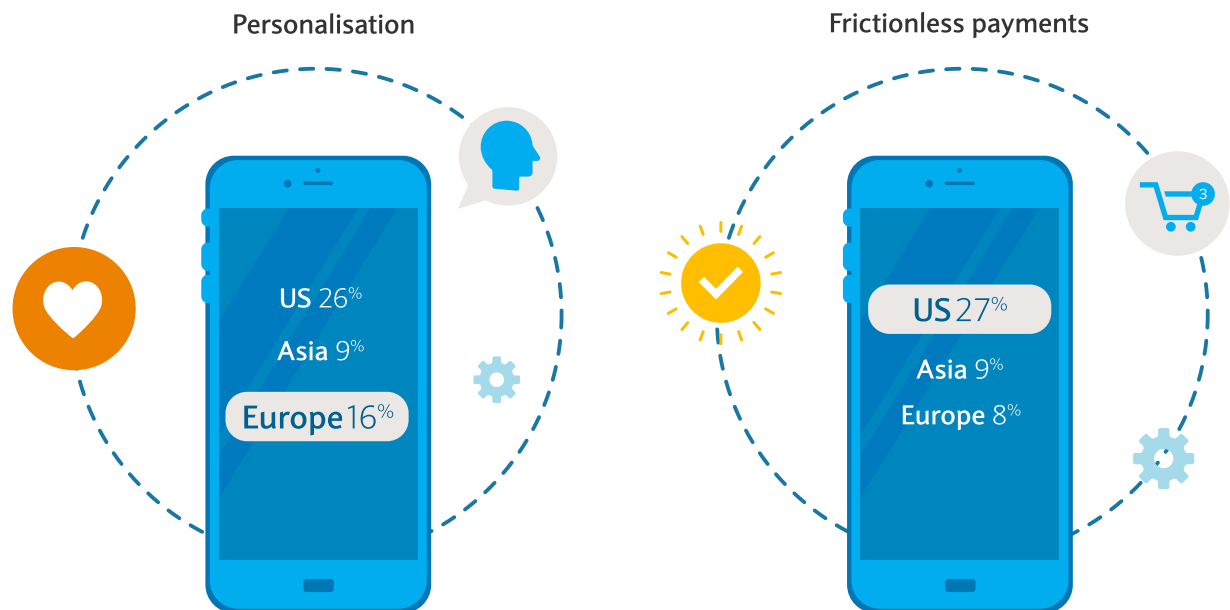 Personalisation
US 26%
Asia 9%
Europe 16%
Frictionless payments
3
US 27%
Asia 9%
Europe 8%